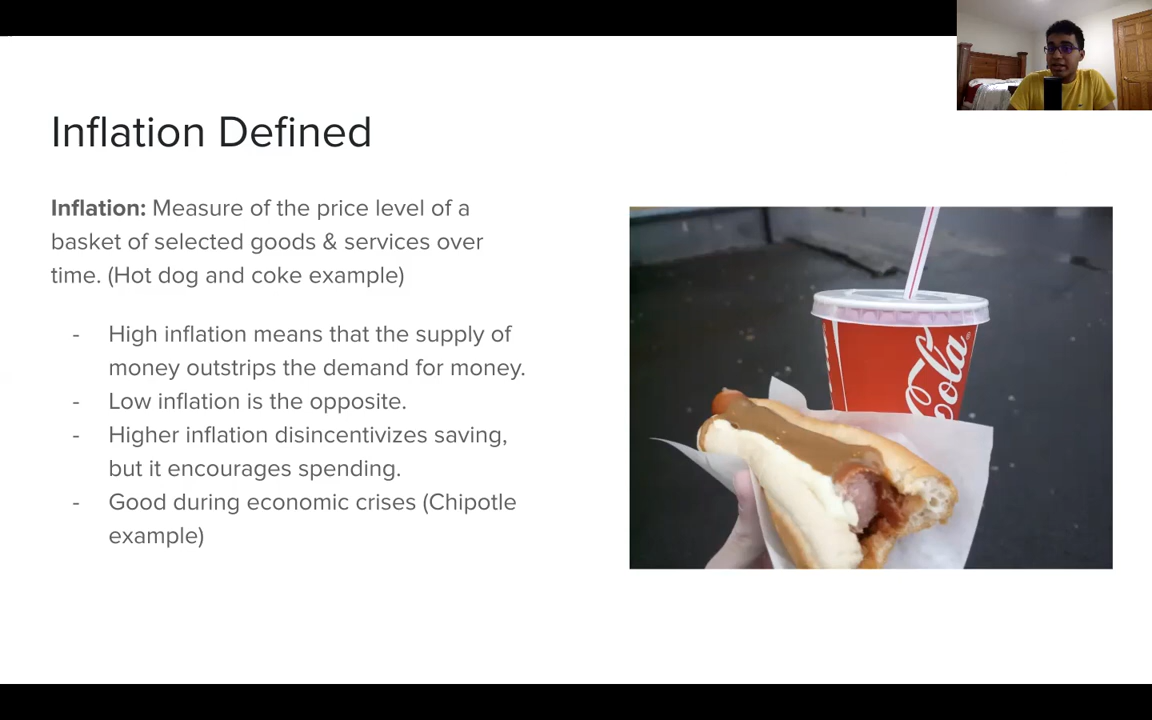 Inflation Defined
Inflation: Measure of the price level of a
basket of selected goods & services over
time. (Hot dog and coke example)
- High inflation means that the supply of
money outstrips the demand for money.
- Low inflation is the opposite.
- Higher inflation disincentivizes saving,
but it encourages spending.
- Good during economic crises (Chipotle
example)
Cola